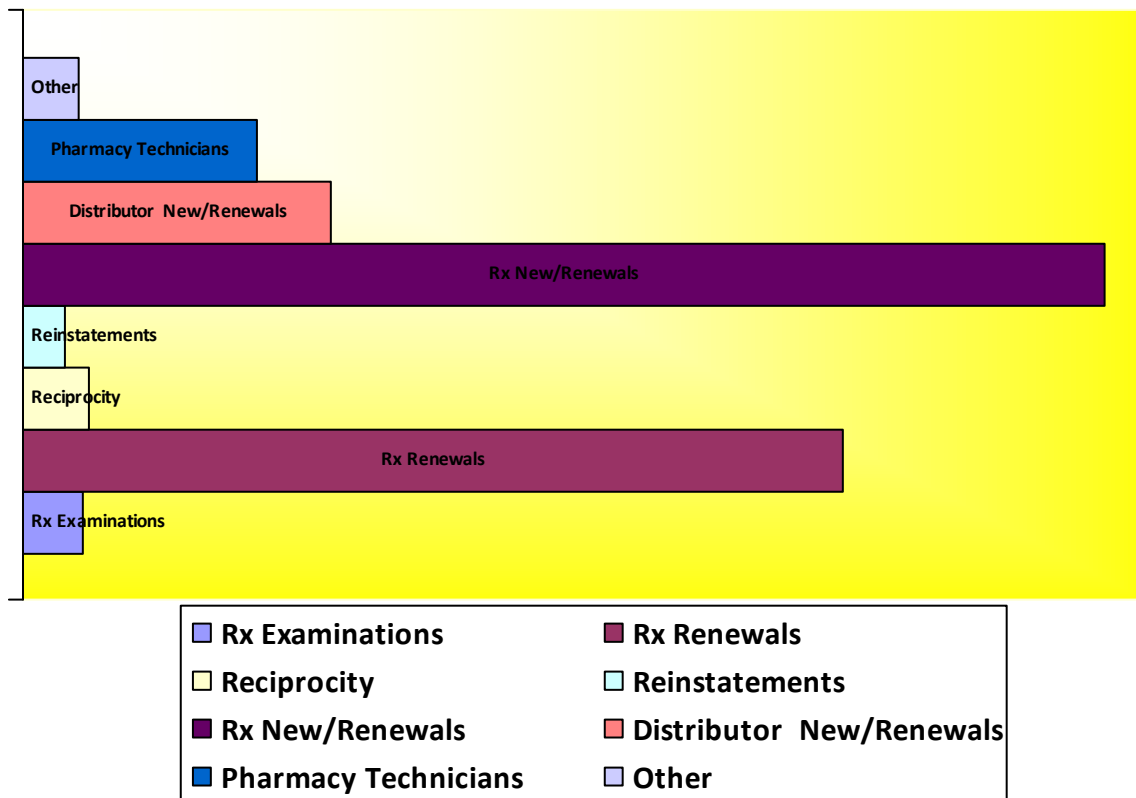 Other
Pharmacy Technicians
Distributor  New/Renewals
Rx New/Renewals
Reinstatements
Reciprocity
Rx Renewals
Rx Examinations
Rx Examinations
Rx Renewals
Reciprocity
Reinstatements
Rx New/Renewals
Distributor  New/Renewals
Pharmacy Technicians
Other